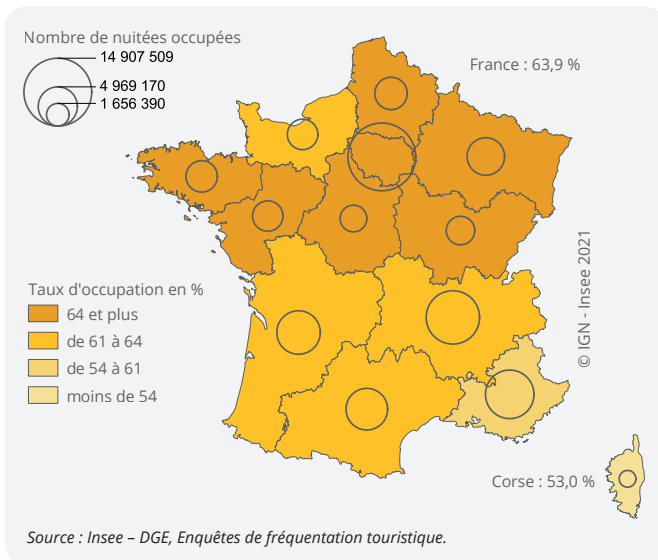 Nombre de nuitées occupées
14 907 509
4 969 170
1 656 390
France : 63,9 %
Taux d'occupation en %
64 et plus
de 61 à 64
de 54 à 61
moins de 54
© IGN - Insee 2021
Corse : 53,0 %
Source : Insee – DGE, Enquêtes de fréquentation touristique.